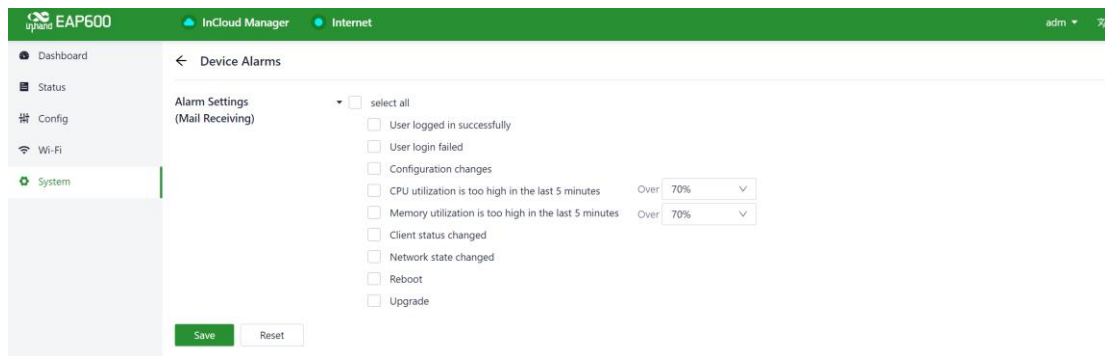 inhand EAP600 InCloud Manager Internet adm
Dashboard
Device Alarms
Status
Alarm Settings
(Mail Receiving)
select all
Config
User logged in successfully
User login failed
Wi-Fi
Configuration changes
System
CPU utilization is too high in the last 5 minutes Over 70%
Memory utilization is too high in the last 5 minutes Over 70%
Client status changed
Network state changed
Reboot
Upgrade
Save Reset